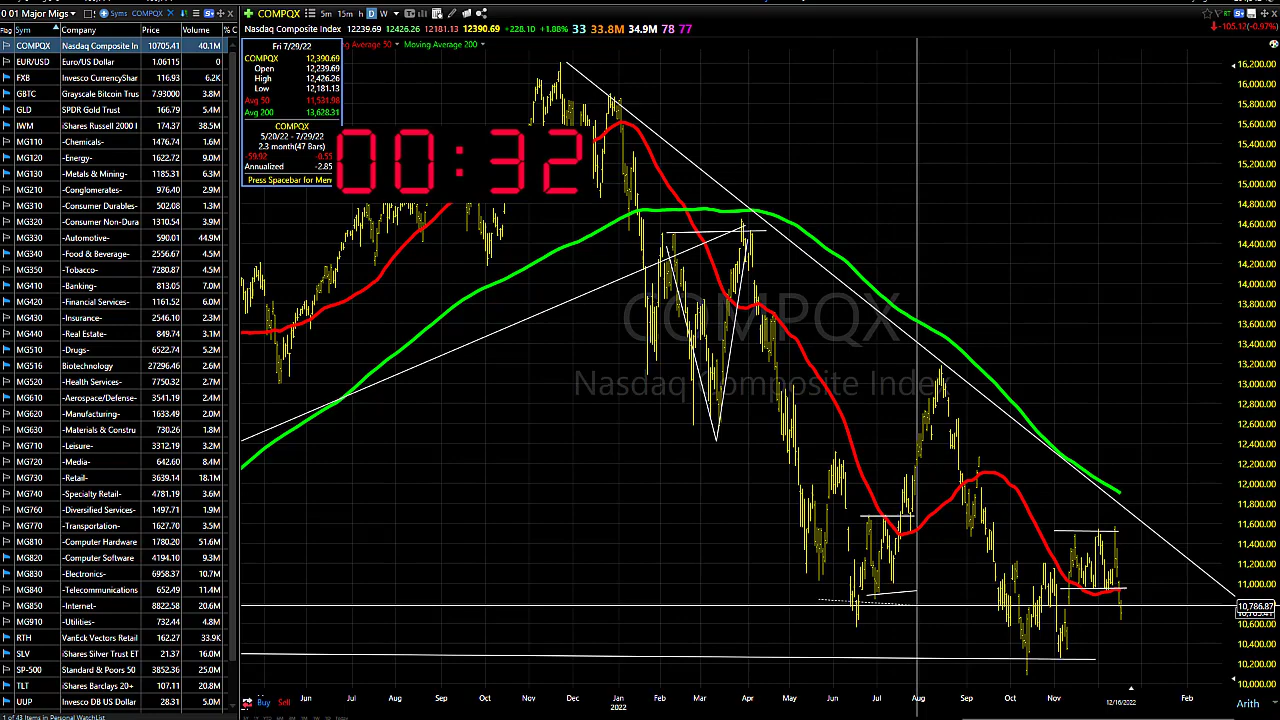 01 Major Migs Syms COMPQX
COMPQX 5m 15m h D W
Sym Company Price Volume % C
Nasdaq Composite Index 12239.69 12426.26 12181.13 12390.69 +228.10 +1.88% 33 33.8M 34.9M 78 77
-105.12(-0.97%)
g Average 50 Moving Average 200
COMPQX Nasdaq Composite In 10705.41 40.1M
EUR/USD Euro/US Dollar 1.06115 0
FXB Invesco CurrencyShar 116.93 6.2K
GBTC Grayscale Bitcoin Trus 7.93000 3.8M
GLD SPDR Gold Trust 166.79 5.4M
IWM iShares Russell 2000 I 174.37 38.5M
MG110 -Chemicals- 1476.74 1.6M
MG120 -Energy- 1622.72 9.0M
MG130 -Metals & Mining- 1185.31 6.3M
MG210 -Conglomerates- 976.40 2.9M
MG310 -Consumer Durables- 502.08 1.3M
MG320 -Consumer Non-Dura 1310.54 3.9M
MG330 -Automotive- 590.01 44.9M
MG340 -Food & Beverage- 2556.67 4.5M
MG350 -Tobacco- 7280.87 4.5M
MG410 -Banking- 813.05 7.0M
MG420 -Financial Services- 1161.52 6.0M
MG430 -Insurance- 2546.10 2.3M
MG440 -Real Estate- 849.74 3.1M
MG510 -Drugs- 6522.74 5.2M
MG516 Biotechnology 27296.46 2.6M
MG520 -Health Services- 7750.32 2.7M
MG610 -Aerospace/Defense- 3541.19 2.4M
MG620 -Manufacturing- 1633.49 2.0M
MG630 -Materials & Constru 730.26 1.8M
MG710 -Leisure- 3312.19 3.2M
MG720 -Media- 642.60 8.4M
MG730 -Retail- 3639.14 18.1M
MG740 -Specialty Retail- 4781.19 3.6M
MG760 -Diversified Services- 1497.71 1.9M
MG770 -Transportation- 1527.70 3.4M
MG810 -Computer Hardware 1780.20 51.6M
MG820 -Computer Software 4194.10 9.3M
MG830 -Electronics- 6958.37 10.7M
MG840 -Telecommunications 652.49 11.4M
MG850 -Internet- 8822.58 20.6M
MG910 -Utilities- 732.44 4.8M
RTH VanEck Vectors Retail 162.27 33.9K
SLV iShares Silver Trust ET 21.37 16.0M
SP-500 Standard & Poors 50 3852.36 25.0M
TLT iShares Barclays 20+ 107.11 20.8M
UUP Invesco DB US Dollar 28.31 5.0M
1 of 43 Items in Personal WatchList
Fri 7/29/22
COMPQX 12,390.69
Open 12,239.69
High 12,426.26
Low 12,181.13
Avg 50 11,531.98
Avg 200 13,628.31
COMPQX
5/20/22 - 7/29/22
2.3 month(47 Bars)
-59.92 -0.55
Annualized -2.85
Press Spacebar for Men
00:32
COMPQX
Nasdaq Composite Index
16,200.00
15,800.00
15,600.00
15,400.00
15,200.00
15,000.00
14,800.00
14,600.00
14,400.00
14,200.00
14,000.00
13,800.00
13,600.00
13,400.00
13,200.00
13,000.00
12,800.00
12,600.00
12,400.00
12,200.00
12,000.00
11,800.00
11,600.00
11,400.00
11,200.00
11,000.00
10,786.87
10,600.00
10,400.00
10,200.00
10,000.00
Jun Jul Aug Sep Oct Nov Dec Jan Feb Mar Apr May Jun Jul Aug Sep Oct Nov Feb
2022 12/16/2022
Buy Sell Arith